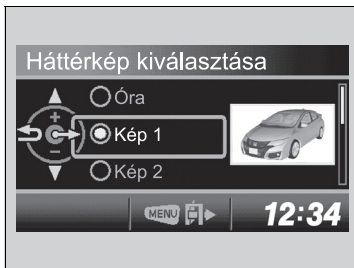 Háttérkép kiválasztása
Óra
+
Kép 1
−
Kép 2
MENU
12:34